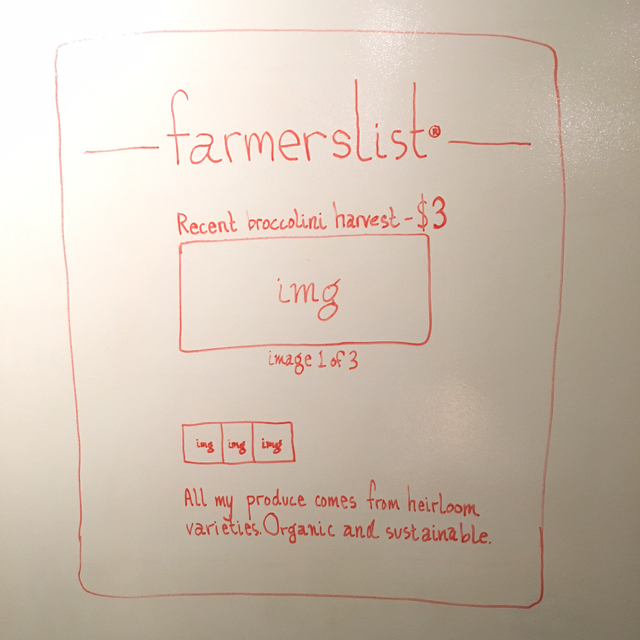 farmerslist®
Recent broccolini harvest - $3
img
image 1 of 3
img img img
All my produce comes from heirloom
varieties. Organic and sustainable.